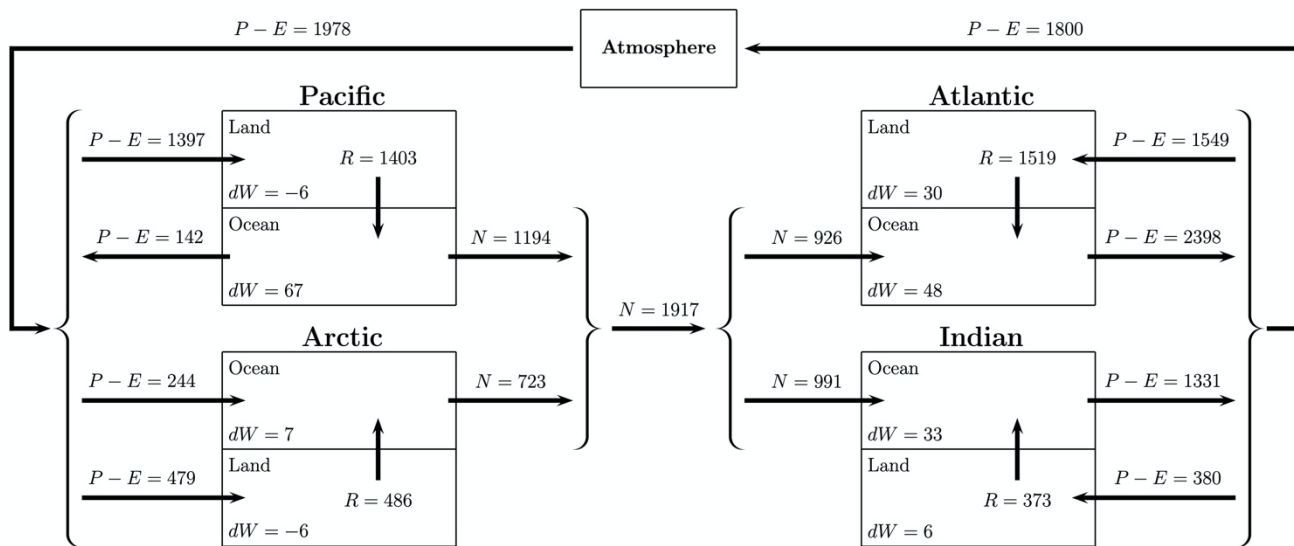 P − E = 1978
Atmosphere
P − E = 1800
Pacific
Atlantic
P − E = 1397
Land
R = 1403
dW = −6
Land
R = 1519
dW = 30
P − E = 1549
P − E = 142
Ocean
dW = 67
N = 1194
N = 926
Ocean
dW = 48
P − E = 2398
N = 1917
Arctic
Indian
P − E = 244
Ocean
dW = 7
N = 723
N = 991
Ocean
dW = 33
P − E = 1331
P − E = 479
Land
R = 486
dW = −6
Land
R = 373
dW = 6
P − E = 380